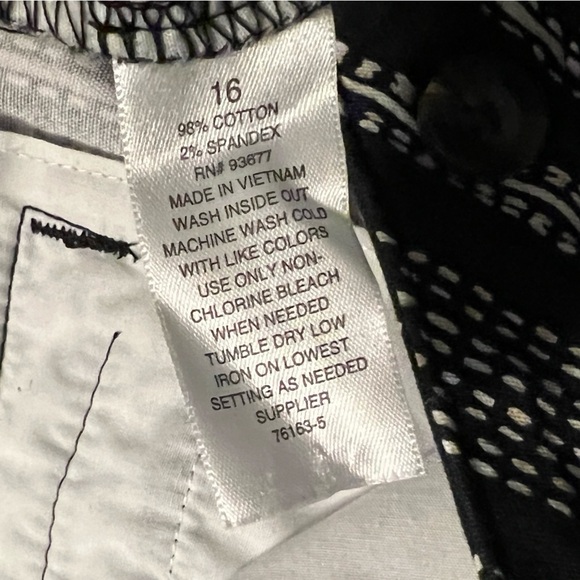 16
98% COTTON
2% SPANDEX
RN# 93677
MADE IN VIETNAM
WASH INSIDE OUT
MACHINE WASH COLD
WITH LIKE COLORS
USE ONLY NON-
CHLORINE BLEACH
WHEN NEEDED
TUMBLE DRY LOW
IRON ON LOWEST
SETTING AS NEEDED
SUPPLIER
76163-5